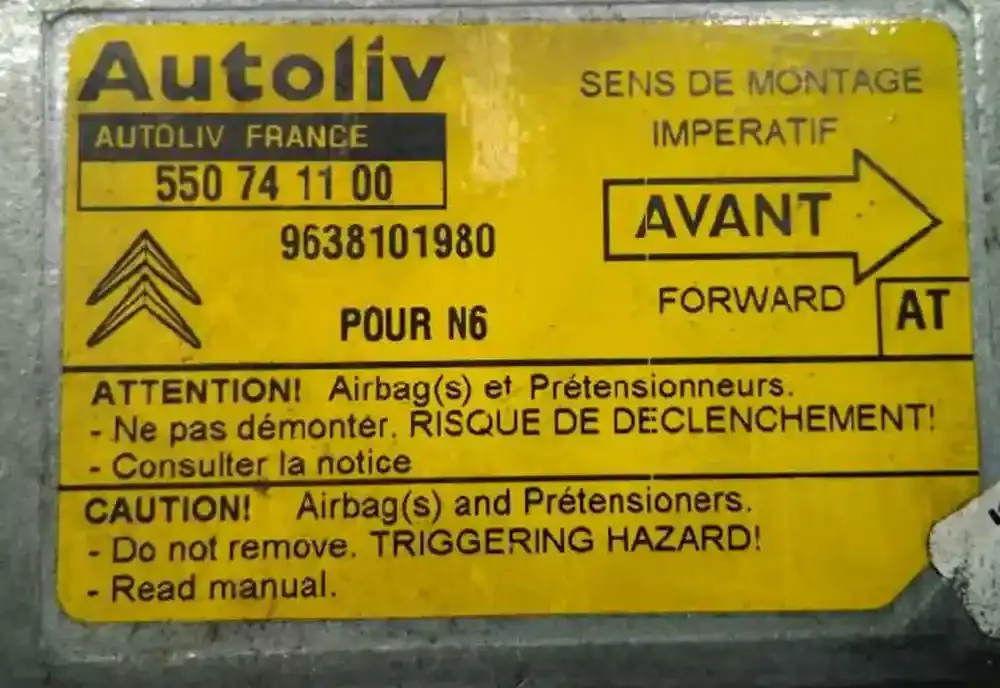 Autoliv
AUTOLIV FRANCE
550 74 11 00
9638101980
POUR N6
SENS DE MONTAGE
IMPERATIF
AVANT
FORWARD
AT
ATTENTION! Airbag(s) et Prétensionneurs.
- Ne pas démonter. RISQUE DE DECLENCHEMENT!
- Consulter la notice
CAUTION! Airbag(s) and Prétensioners.
- Do not remove. TRIGGERING HAZARD!
- Read manual.